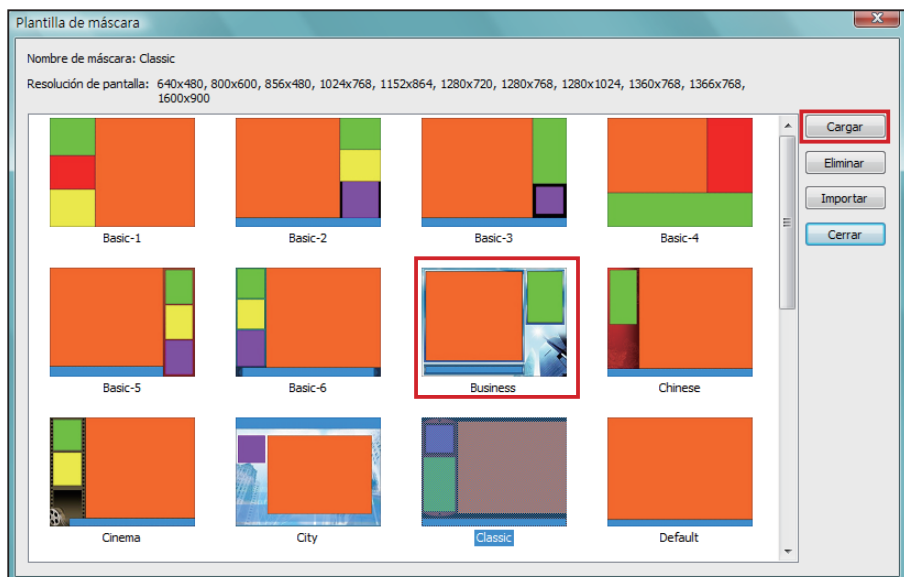 Plantilla de máscara
Nombre de máscara: Classic
Resolución de pantalla: 640x480, 800x600, 856x480, 1024x768, 1152x864, 1280x720, 1280x768, 1280x1024, 1360x768, 1366x768,
1600x900
Cargar
Eliminar
Importar
Cerrar
Basic-1
Basic-2
Basic-3
Basic-4
Basic-5
Basic-6
Business
Chinese
Cinema
City
Classic
Default